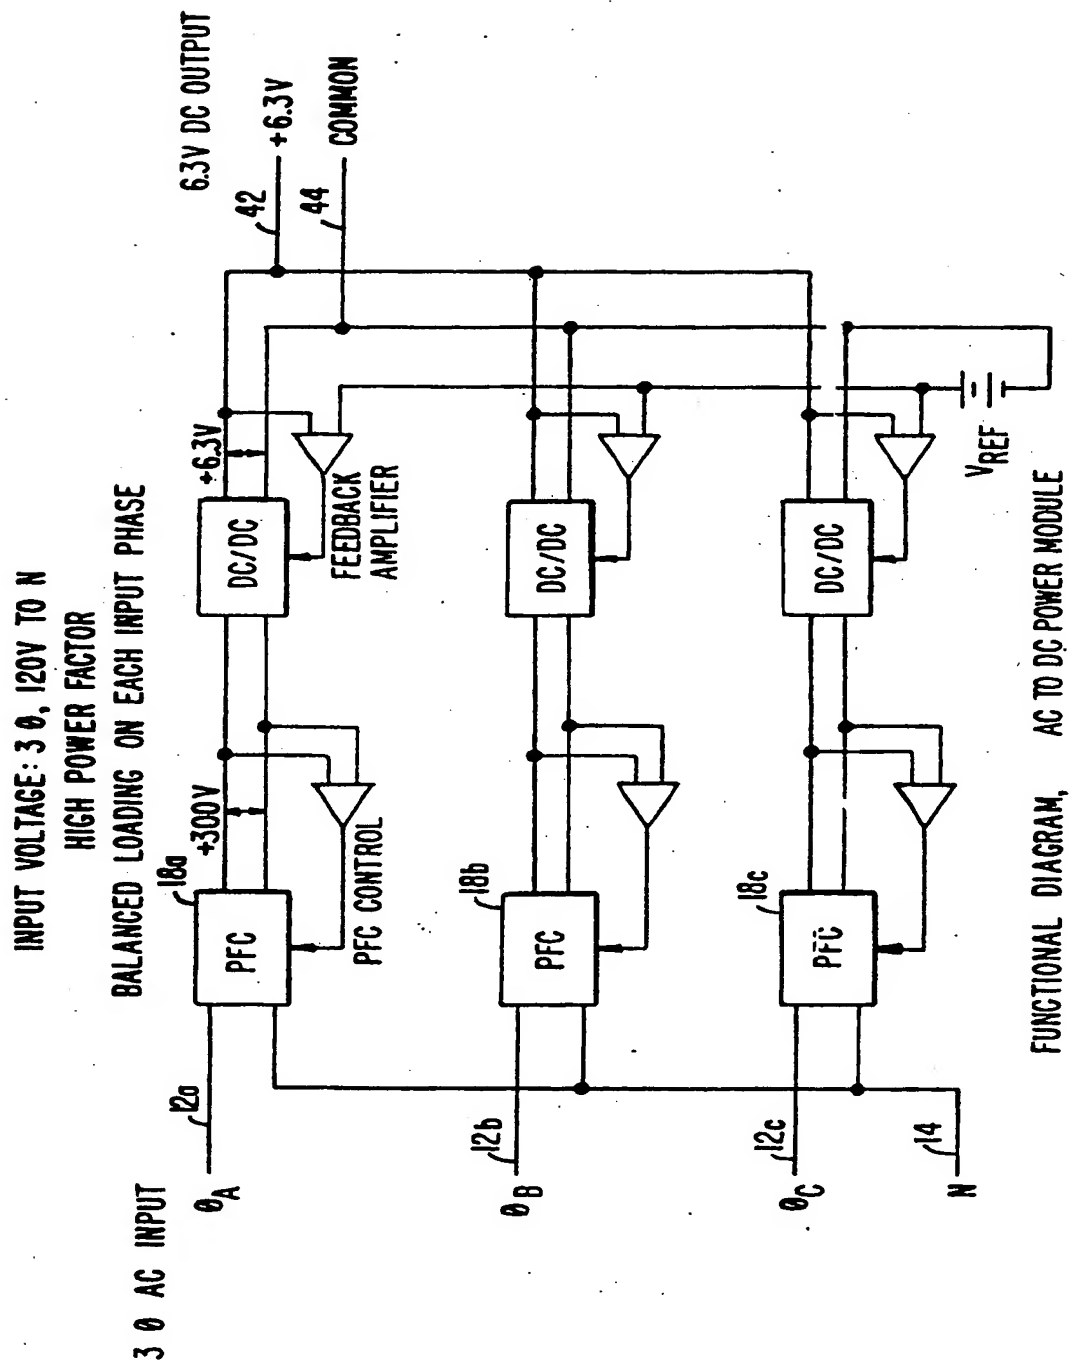 INPUT VOLTAGE: 3 Ø, 120V TO N
HIGH POWER FACTOR
BALANCED LOADING ON EACH INPUT PHASE
3 Ø AC INPUT
6.3V DC OUTPUT
ØA
12a
18a
PFC
+300V
PFC CONTROL
DC/DC
+6.3V
FEEDBACK
AMPLIFIER
42
+6.3V
44
COMMON
ØB
12b
18b
PFC
DC/DC
ØC
12c
18c
PFC
DC/DC
VREF
N
14
FUNCTIONAL DIAGRAM, AC TO DC POWER MODULE